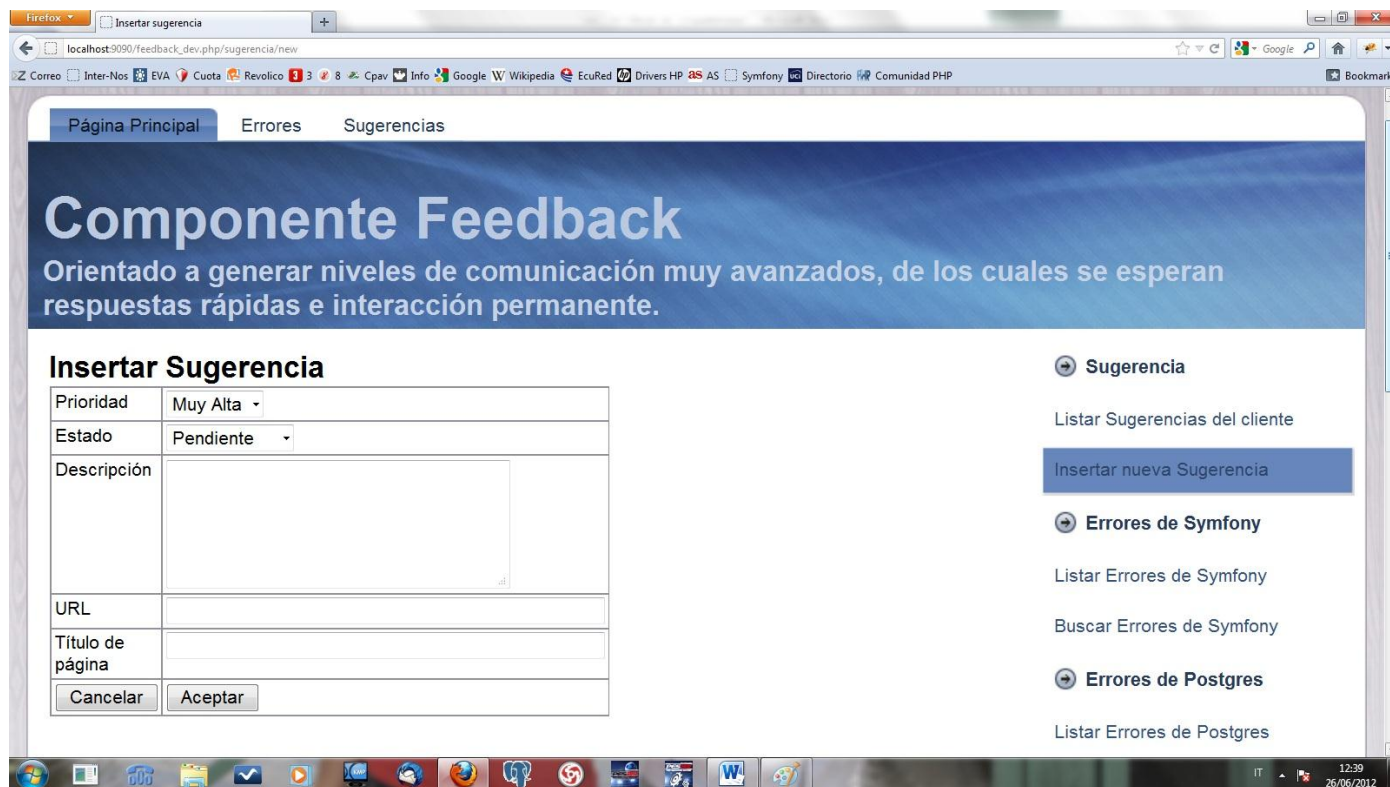 Firefox
Insertar sugerencia
localhost:9090/feedback_dev.php/sugerencia/new
Google
Z Correo Inter-Nos EVA Cuota Revolico 3 3 8 Cpav Info Google Wikipedia EcuRed Drivers HP AS AS Symfony Directorio Comunidad PHP Bookmark
Página Principal Errores Sugerencias
Componente Feedback
Orientado a generar niveles de comunicación muy avanzados, de los cuales se esperan
respuestas rápidas e interacción permanente.
Insertar Sugerencia
Prioridad Muy Alta
Estado Pendiente
Descripción
URL
Título de
página
Cancelar Aceptar
Sugerencia
Listar Sugerencias del cliente
Insertar nueva Sugerencia
Errores de Symfony
Listar Errores de Symfony
Buscar Errores de Symfony
Errores de Postgres
Listar Errores de Postgres
IT 12:39
26/06/2012